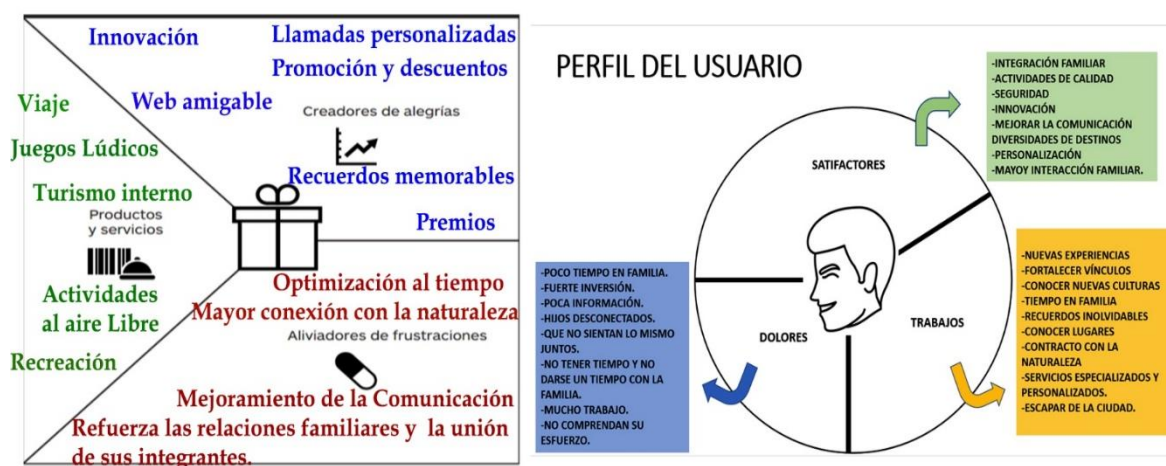 Innovación
Llamadas personalizadas
Promoción y descuentos
Viaje
Web amigable
Creadores de alegrías
Juegos Lúdicos
Recuerdos memorables
Turismo interno
Productos
y servicios
Premios
Optimización al tiempo
Actividades
al aire Libre
Mayor conexión con la naturaleza
Aliviadores de frustraciones
Recreación
Mejoramiento de la Comunicación
Refuerza las relaciones familiares y la unión
de sus integrantes.
PERFIL DEL USUARIO
-INTEGRACIÓN FAMILIAR
-ACTIVIDADES DE CALIDAD
-SEGURIDAD
-INNOVACIÓN
-MEJORAR LA COMUNICACIÓN
DIVERSIDADES DE DESTINOS
-PERSONALIZACIÓN
-MAYOY INTERACCIÓN FAMILIAR.
SATIFACTORES
-POCO TIEMPO EN FAMILIA.
-FUERTE INVERSIÓN.
-POCA INFORMACIÓN.
-HIJOS DESCONECTADOS.
-QUE NO SIENTAN LO MISMO
JUNTOS.
-NO TENER TIEMPO Y NO
DARSE UN TIEMPO CON LA
FAMILIA.
-MUCHO TRABAJO.
-NO COMPRENDAN SU
ESFUERZO.
DOLORES
TRABAJOS
-NUEVAS EXPERIENCIAS
-FORTALECER VÍNCULOS
-CONOCER NUEVAS CULTURAS
-TIEMPO EN FAMILIA
-RECUERDOS INOLVIDABLES
-CONOCER LUGARES
-CONTRACTO CON LA
NATURALEZA
-SERVICIOS ESPECIALIZADOS Y
PERSONALIZADOS.
-ESCAPAR DE LA CIUDAD.